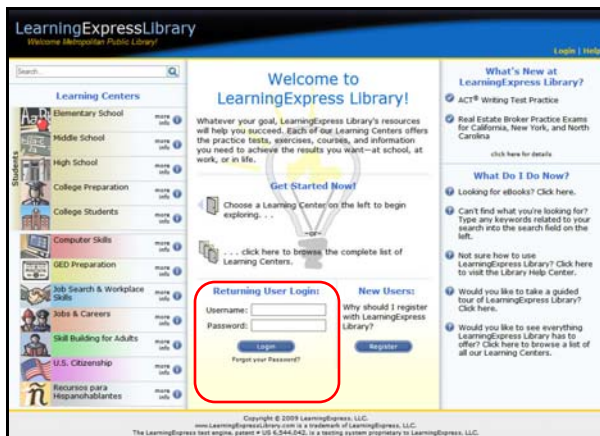 LearningExpressLibrary
Welcome Metropolitan Public Library!
Login | Help
Search...
Learning Centers
Students
Elementary School
more info
Middle School
more info
High School
more info
College Preparation
more info
College Students
more info
Computer Skills
more info
GED Preparation
more info
Job Search & Workplace
Skills
more info
Jobs & Careers
more info
Skill Building for Adults
more info
U.S. Citizenship
more info
Recursos para
Hispanohablantes
more info
Welcome to
LearningExpress Library!
Whatever your goal, LearningExpress Library's resources
will help you succeed. Each of our Learning Centers offers
the practice tests, exercises, courses, and information
you need to achieve the results you want—at school, at
work, or in life.
Get Started Now!
Choose a Learning Center on the left to begin
exploring. . .
—or—
. . . click here to browse the complete list of
Learning Centers.
Returning User Login:
Username:
Password:
Login
Forgot your Password?
New Users:
Why should I register
with LearningExpress
Library?
Register
What's New at
LearningExpress Library?
ACT® Writing Test Practice
Real Estate Broker Practice Exams
for California, New York, and North
Carolina
click here for details
What Do I Do Now?
Looking for eBooks? Click here.
Can't find what you're looking for?
Type any keywords related to your
search into the search field on the
left.
Not sure how to use
LearningExpress Library? Click here
to visit the Library Help Center.
Would you like to take a guided
tour of LearningExpress Library?
Click here.
Would you like to see everything
LearningExpress Library has to
offer? Click here to browse a list of
all our Learning Centers.
Copyright © 2009 LearningExpress, LLC.
www.LearningExpressLibrary.com is a trademark of LearningExpress, LLC.
The LearningExpress test engine, patent # US 6,544,042, is a testing system proprietary to LearningExpress, LLC.